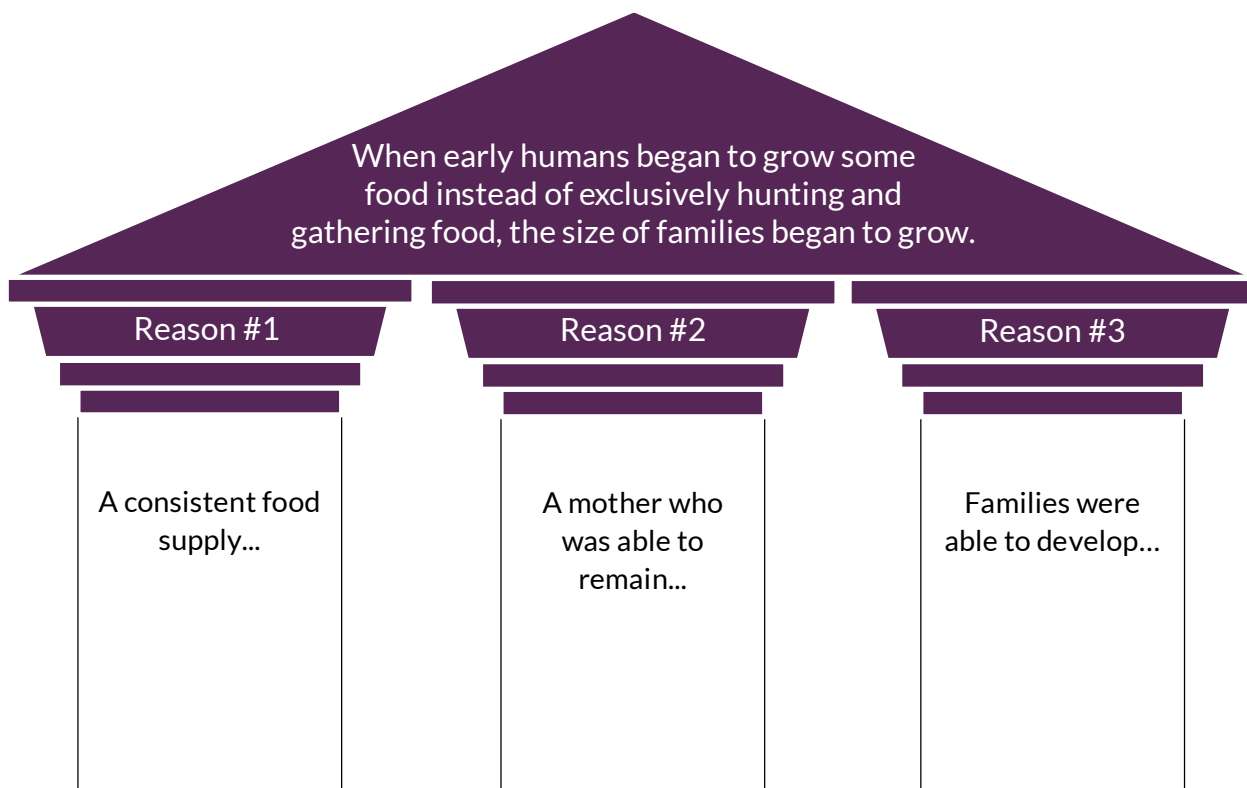 When early humans began to grow some
food instead of exclusively hunting and
gathering food, the size of families began to grow.
Reason #1
A consistent food
supply...
Reason #2
A mother who
was able to
remain...
Reason #3
Families were
able to develop...